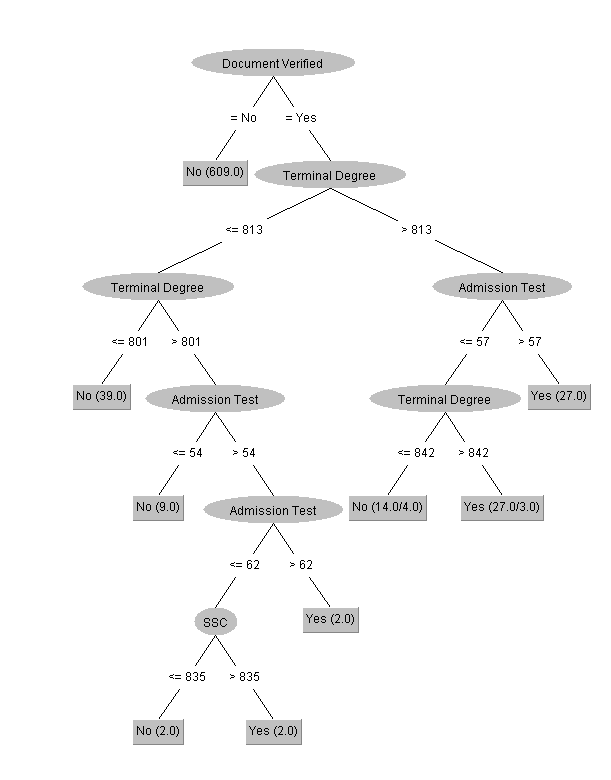 Document Verified
= No
= Yes
No (609.0)
Terminal Degree
<= 813
> 813
Terminal Degree
Admission Test
<= 801
> 801
<= 57
> 57
No (39.0)
Admission Test
Terminal Degree
Yes (27.0)
<= 54
> 54
<= 842
> 842
No (9.0)
Admission Test
No (14.0/4.0)
Yes (27.0/3.0)
<= 62
> 62
SSC
Yes (2.0)
<= 835
> 835
No (2.0)
Yes (2.0)